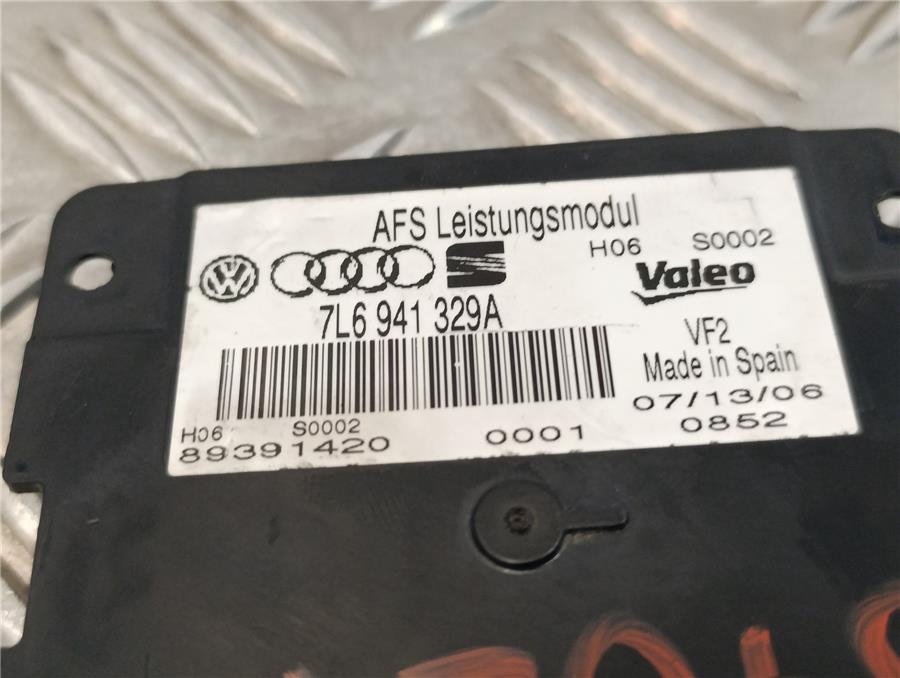 AFS Leistungsmodul
H06 S0002
Valeo
7L6 941 329A
VF2
Made in Spain
07/13/06
0852
H06 S0002
89391420 0001